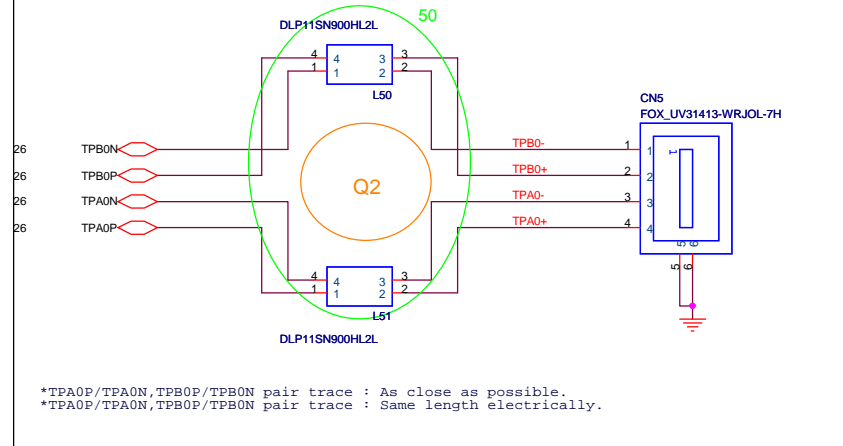 50
DLP11SN900HL2L
4 4 3 3
1 1 2 2
L50
CN5
FOX_UV31413-WRJOL-7H
26 TPB0N TPB0- 1 1 1
26 TPB0P TPB0+ 2 2
Q2
26 TPA0N TPA0- 3 3
26 TPA0P TPA0+ 4 4
5 6
5 6
4 4 3 3
1 1 2 2
L51
DLP11SN900HL2L
*TPA0P/TPA0N,TPB0P/TPB0N pair trace : As close as possible.
*TPA0P/TPA0N,TPB0P/TPB0N pair trace : Same length electrically.